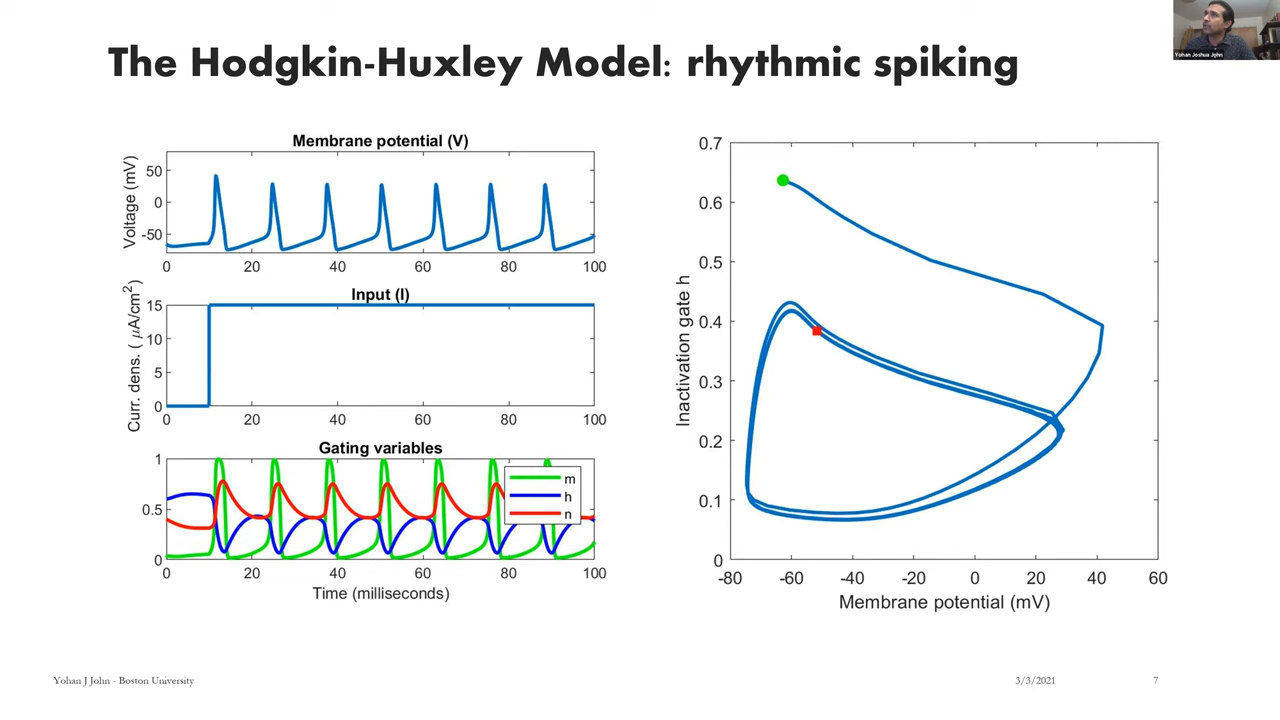 The Hodgkin-Huxley Model: rhythmic spiking
Yohan Joshua John
Membrane potential (V)
Voltage (mV)
50
0
-50
0 20 40 60 80 100
Input (I)
Curr. dens. ( μA/cm2)
15
10
5
0
0 20 40 60 80 100
Gating variables
1
0.5
0
m
h
n
0 20 40 60 80 100
Time (milliseconds)
Inactivation gate h
0.7
0.6
0.5
0.4
0.3
0.2
0.1
0
-80 -60 -40 -20 0 20 40 60
Membrane potential (mV)
Yohan J John - Boston University
3/3/2021
7